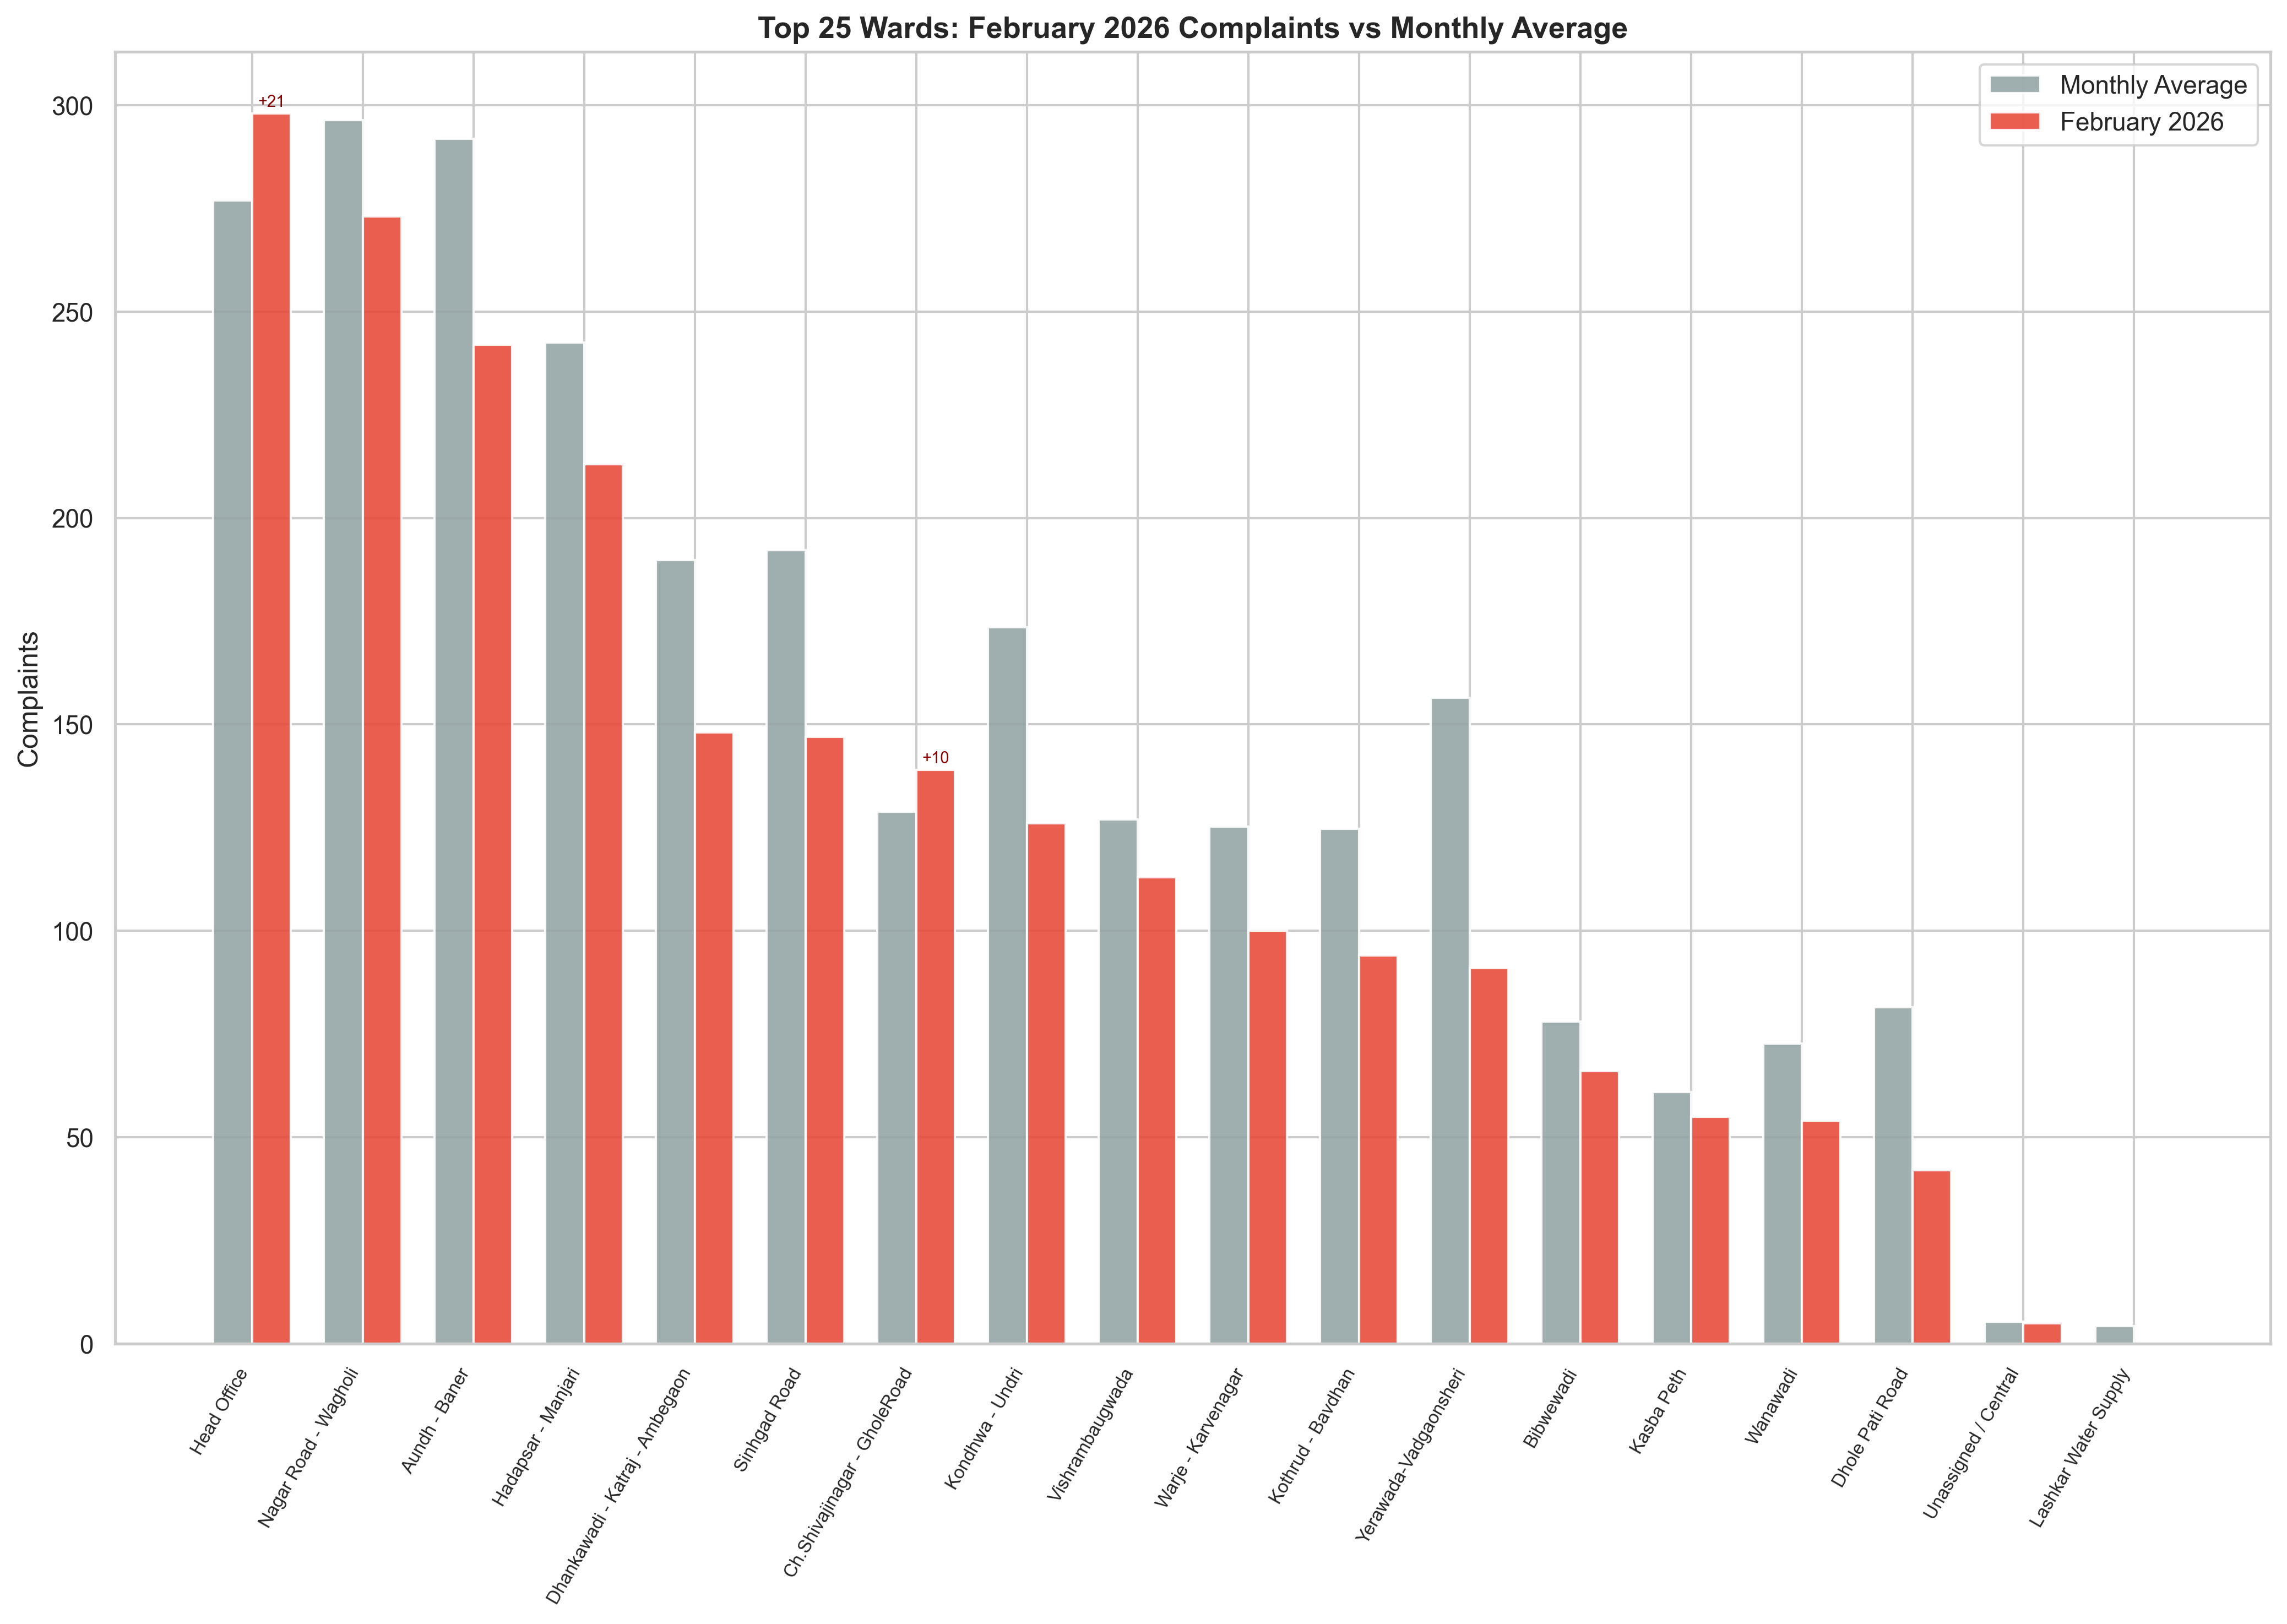 Top 25 Wards: February 2026 Complaints vs Monthly Average
Monthly Average
February 2026
+21
+10
Complaints
300
250
200
150
100
50
0
Head Office
Nagar Road - Wagholi
Aundh - Baner
Hadapsar - Manjari
Dhankawadi - Katraj - Ambegaon
Sinhgad Road
Ch.Shivajinagar - GholeRoad
Kondhwa - Undri
Vishrambaugwada
Warje - Karvenagar
Kothrud - Bavdhan
Yerawada-Vadgaonsheri
Bibwewadi
Kasba Peth
Wanawadi
Dhole Pati Road
Unassigned / Central
Lashkar Water Supply